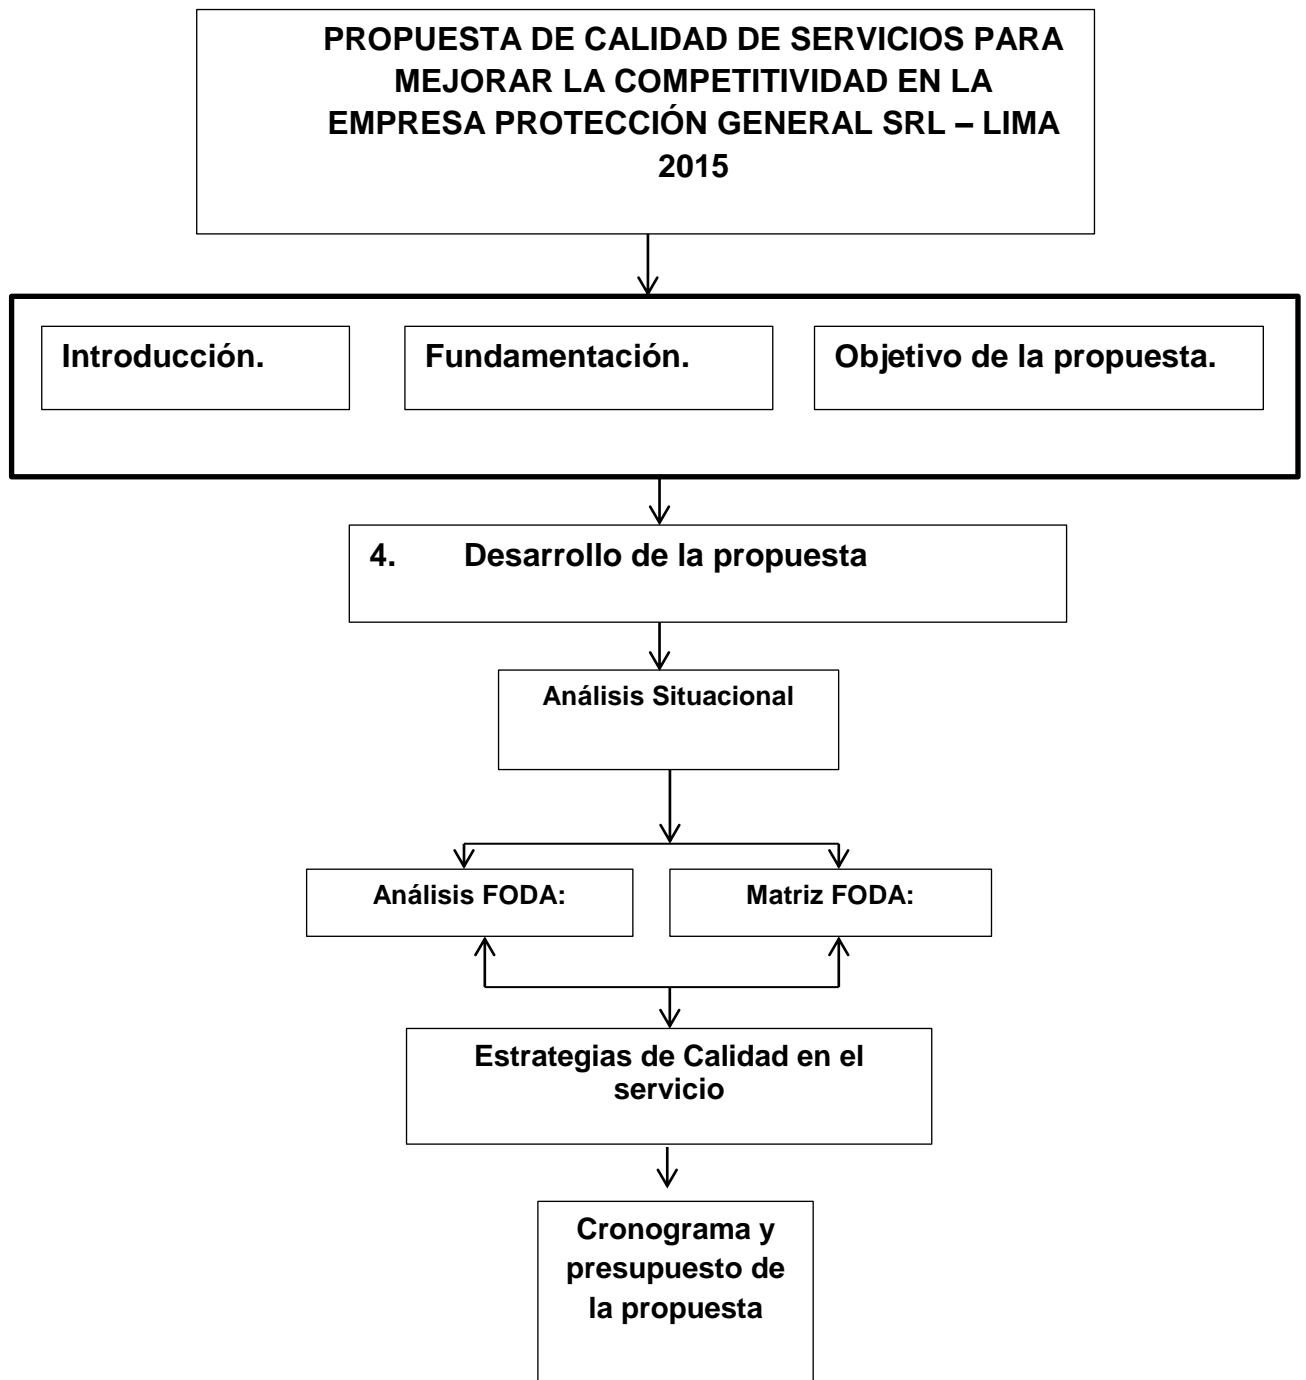 PROPUESTA DE CALIDAD DE SERVICIOS PARA
MEJORAR LA COMPETITIVIDAD EN LA
EMPRESA PROTECCIÓN GENERAL SRL – LIMA
2015
Introducción.
Fundamentación.
Objetivo de la propuesta.
4. Desarrollo de la propuesta
Análisis Situacional
Análisis FODA:
Matriz FODA:
Estrategias de Calidad en el
servicio
Cronograma y
presupuesto de
la propuesta